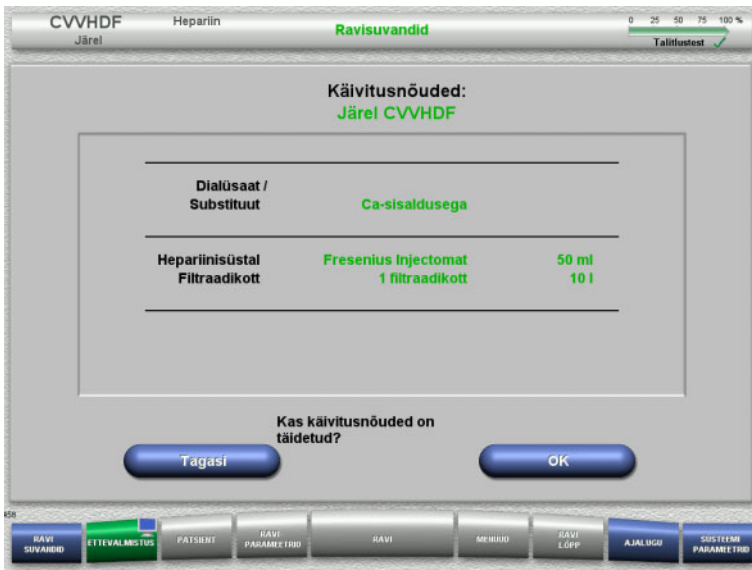 CVVHDF
Järel
Hepariin
Ravisuvandid
0 25 50 75 100 %
Talitlustest
Käivitusnõuded:
Järel CVVHDF
Dialüsaat /
Substituut Ca-sisaldusega
Hepariinisüstal Fresenius Injectomat 50 ml
Filtraadikott 1 filtraadikott 10 l
Kas käivitusnõuded on
täidetud?
Tagasi OK
458
RAVI
SUVANDID
ETTEVALMISTUS
PATSIENT
RAVI
PARAMEETRID
RAVI
MENÜÜD
RAVI
LÕPP
AJALUGU
SÜSTEEMI
PARAMEETRID